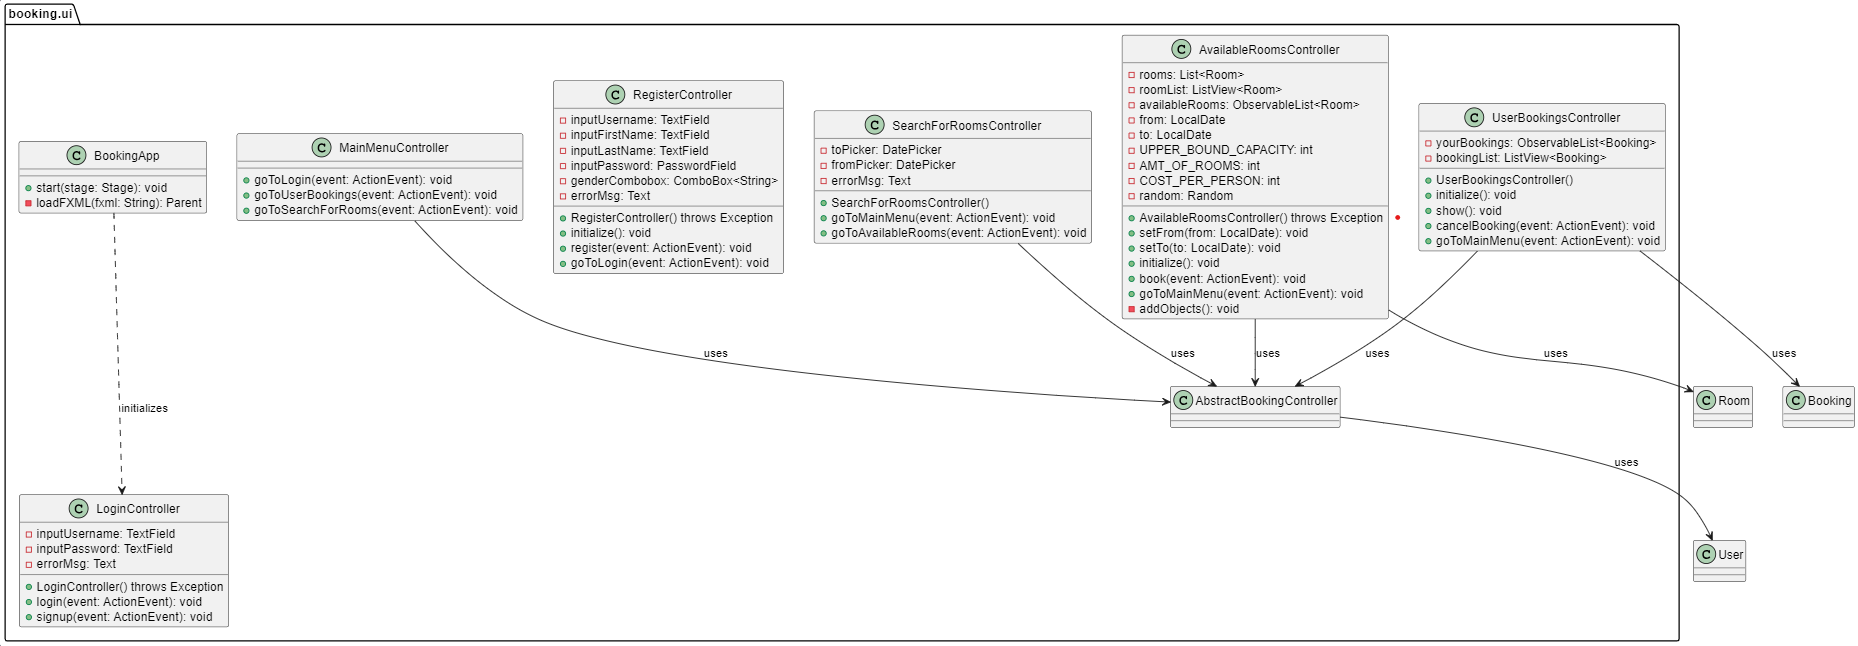 booking.ui
C BookingApp
start(stage: Stage): void
loadFXML(fxml: String): Parent
C MainMenuController
goToLogin(event: ActionEvent): void
goToUserBookings(event: ActionEvent): void
goToSearchForRooms(event: ActionEvent): void
C RegisterController
inputUsername: TextField
inputFirstName: TextField
inputLastName: TextField
inputPassword: PasswordField
genderCombobox: ComboBox<String>
errorMsg: Text
RegisterController() throws Exception
initialize(): void
register(event: ActionEvent): void
goToLogin(event: ActionEvent): void
C SearchForRoomsController
toPicker: DatePicker
fromPicker: DatePicker
errorMsg: Text
SearchForRoomsController()
goToMainMenu(event: ActionEvent): void
goToAvailableRooms(event: ActionEvent): void
C AvailableRoomsController
rooms: List<Room>
roomList: ListView<Room>
availableRooms: ObservableList<Room>
from: LocalDate
to: LocalDate
UPPER_BOUND_CAPACITY: int
AMT_OF_ROOMS: int
COST_PER_PERSON: int
random: Random
AvailableRoomsController() throws Exception
setFrom(from: LocalDate): void
setTo(to: LocalDate): void
initialize(): void
book(event: ActionEvent): void
goToMainMenu(event: ActionEvent): void
addObjects(): void
C UserBookingsController
yourBookings: ObservableList<Booking>
bookingList: ListView<Booking>
UserBookingsController()
initialize(): void
show(): void
cancelBooking(event: ActionEvent): void
goToMainMenu(event: ActionEvent): void
uses
uses
uses
uses
uses
uses
initializes
C AbstractBookingController
C Room
C Booking
uses
C LoginController
inputUsername: TextField
inputPassword: TextField
errorMsg: Text
LoginController() throws Exception
login(event: ActionEvent): void
signup(event: ActionEvent): void
C User